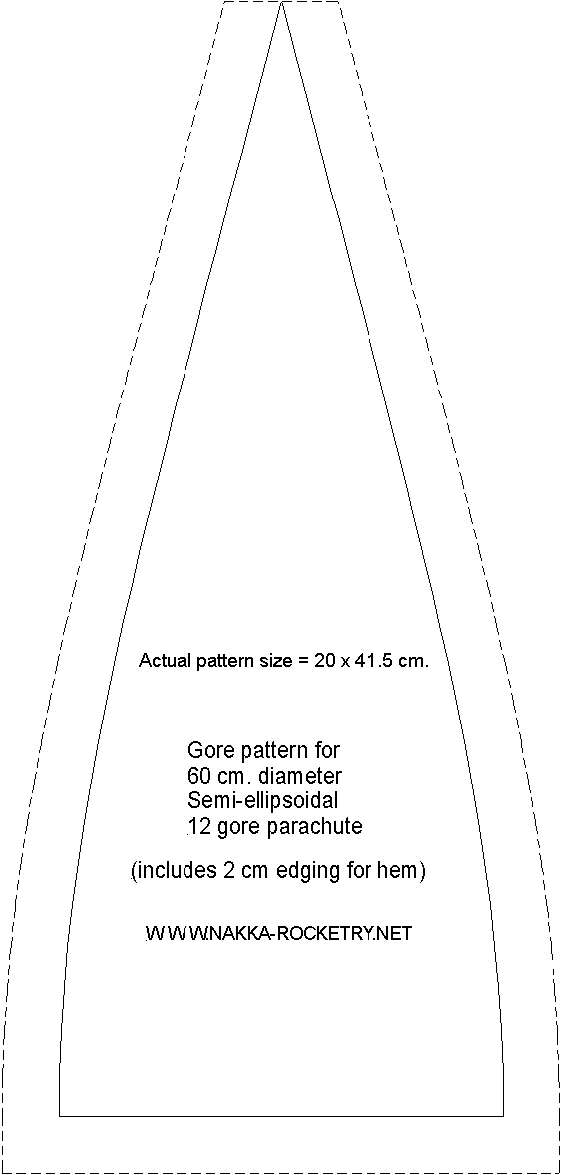 Actual pattern size = 20 x 41.5 cm.
Gore pattern for
60 cm. diameter
Semi-ellipsoidal
12 gore parachute
(includes 2 cm edging for hem)
WWW.NAKKA-ROCKETRY.NET